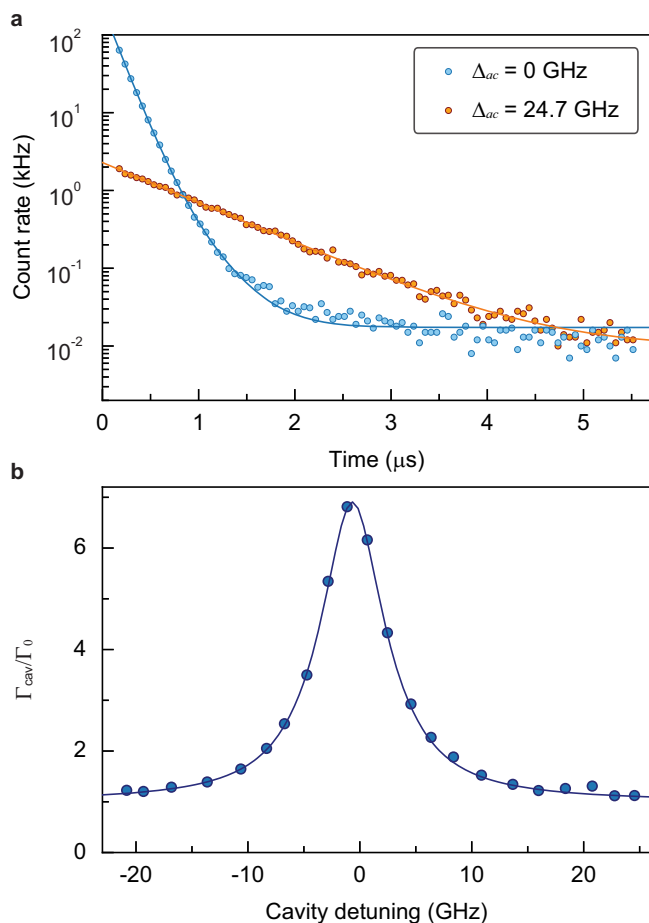 a
10²
10¹
10⁰
10⁻¹
10⁻²
Count rate (kHz)
Δac = 0 GHz
Δac = 24.7 GHz
0 1 2 3 4 5
Time (μs)
b
6
4
2
0
Γcav/Γ0
-20 -10 0 10 20
Cavity detuning (GHz)